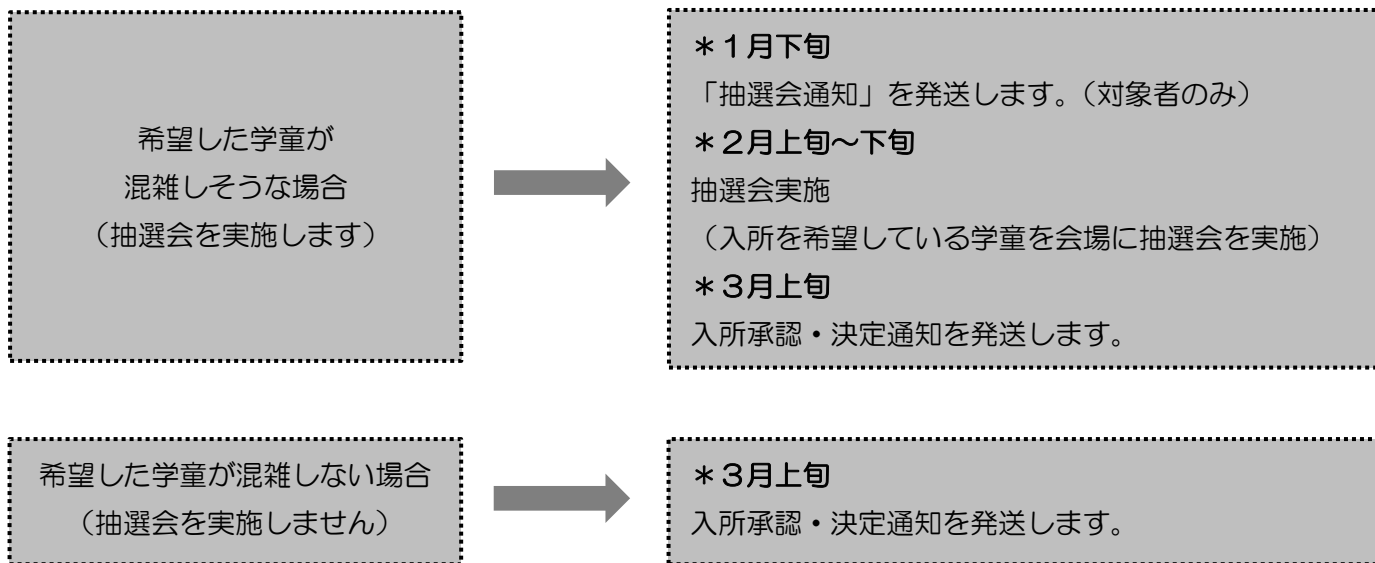 希望した学童が
混雑しそうな場合
（抽選会を実施します）
＊１月下旬
「抽選会通知」を発送します。（対象者のみ）
＊２月上旬～下旬
抽選会実施
（入所を希望している学童を会場に抽選会を実施）
＊３月上旬
入所承認・決定通知を発送します。
希望した学童が混雑しない場合
（抽選会を実施しません）
＊３月上旬
入所承認・決定通知を発送します。